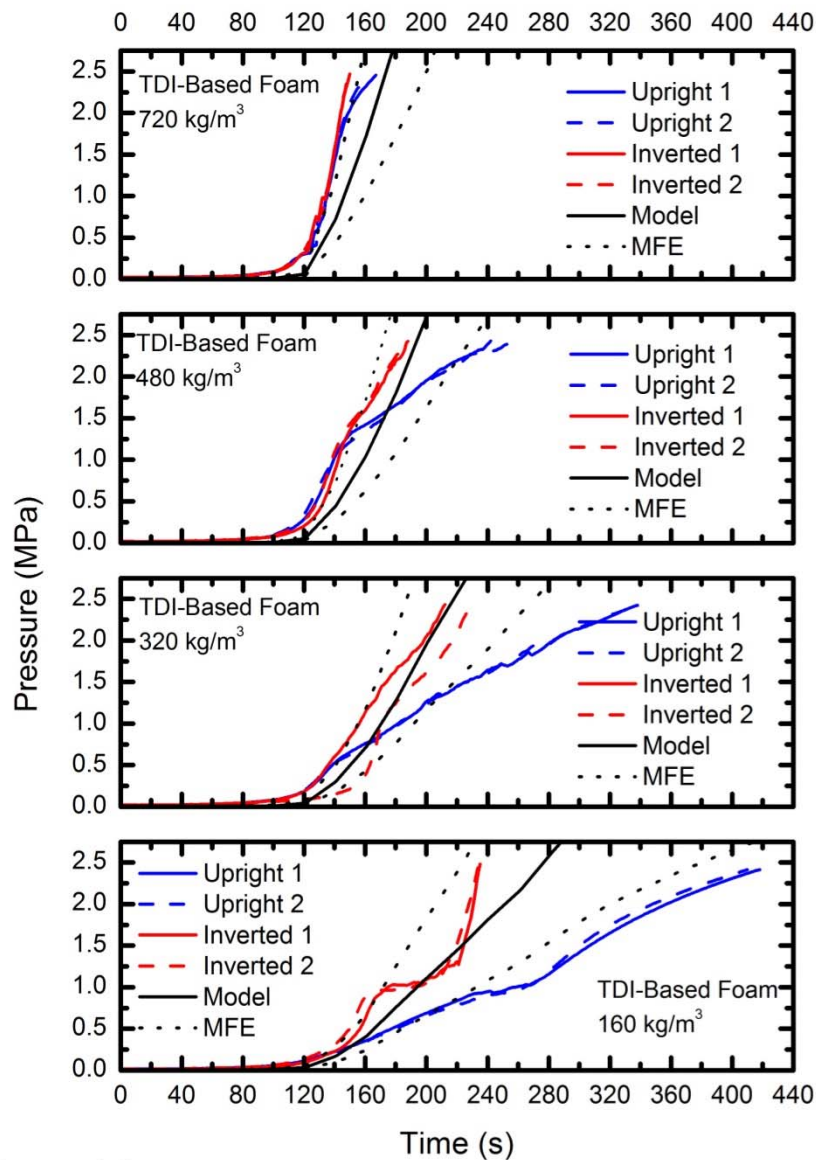 0 40 80 120 160 200 240 280 320 360 400 440
TDI-Based Foam
720 kg/m³
Upright 1
Upright 2
Inverted 1
Inverted 2
Model
MFE
2.5
2.0
1.5
1.0
0.5
0.0
TDI-Based Foam
480 kg/m³
Upright 1
Upright 2
Inverted 1
Inverted 2
Model
MFE
2.5
2.0
1.5
1.0
0.5
0.0
Pressure (MPa)
TDI-Based Foam
320 kg/m³
Upright 1
Upright 2
Inverted 1
Inverted 2
Model
MFE
2.5
2.0
1.5
1.0
0.5
0.0
Upright 1
Upright 2
Inverted 1
Inverted 2
Model
MFE
TDI-Based Foam
160 kg/m³
2.5
2.0
1.5
1.0
0.5
0.0
0 40 80 120 160 200 240 280 320 360 400 440
Time (s)